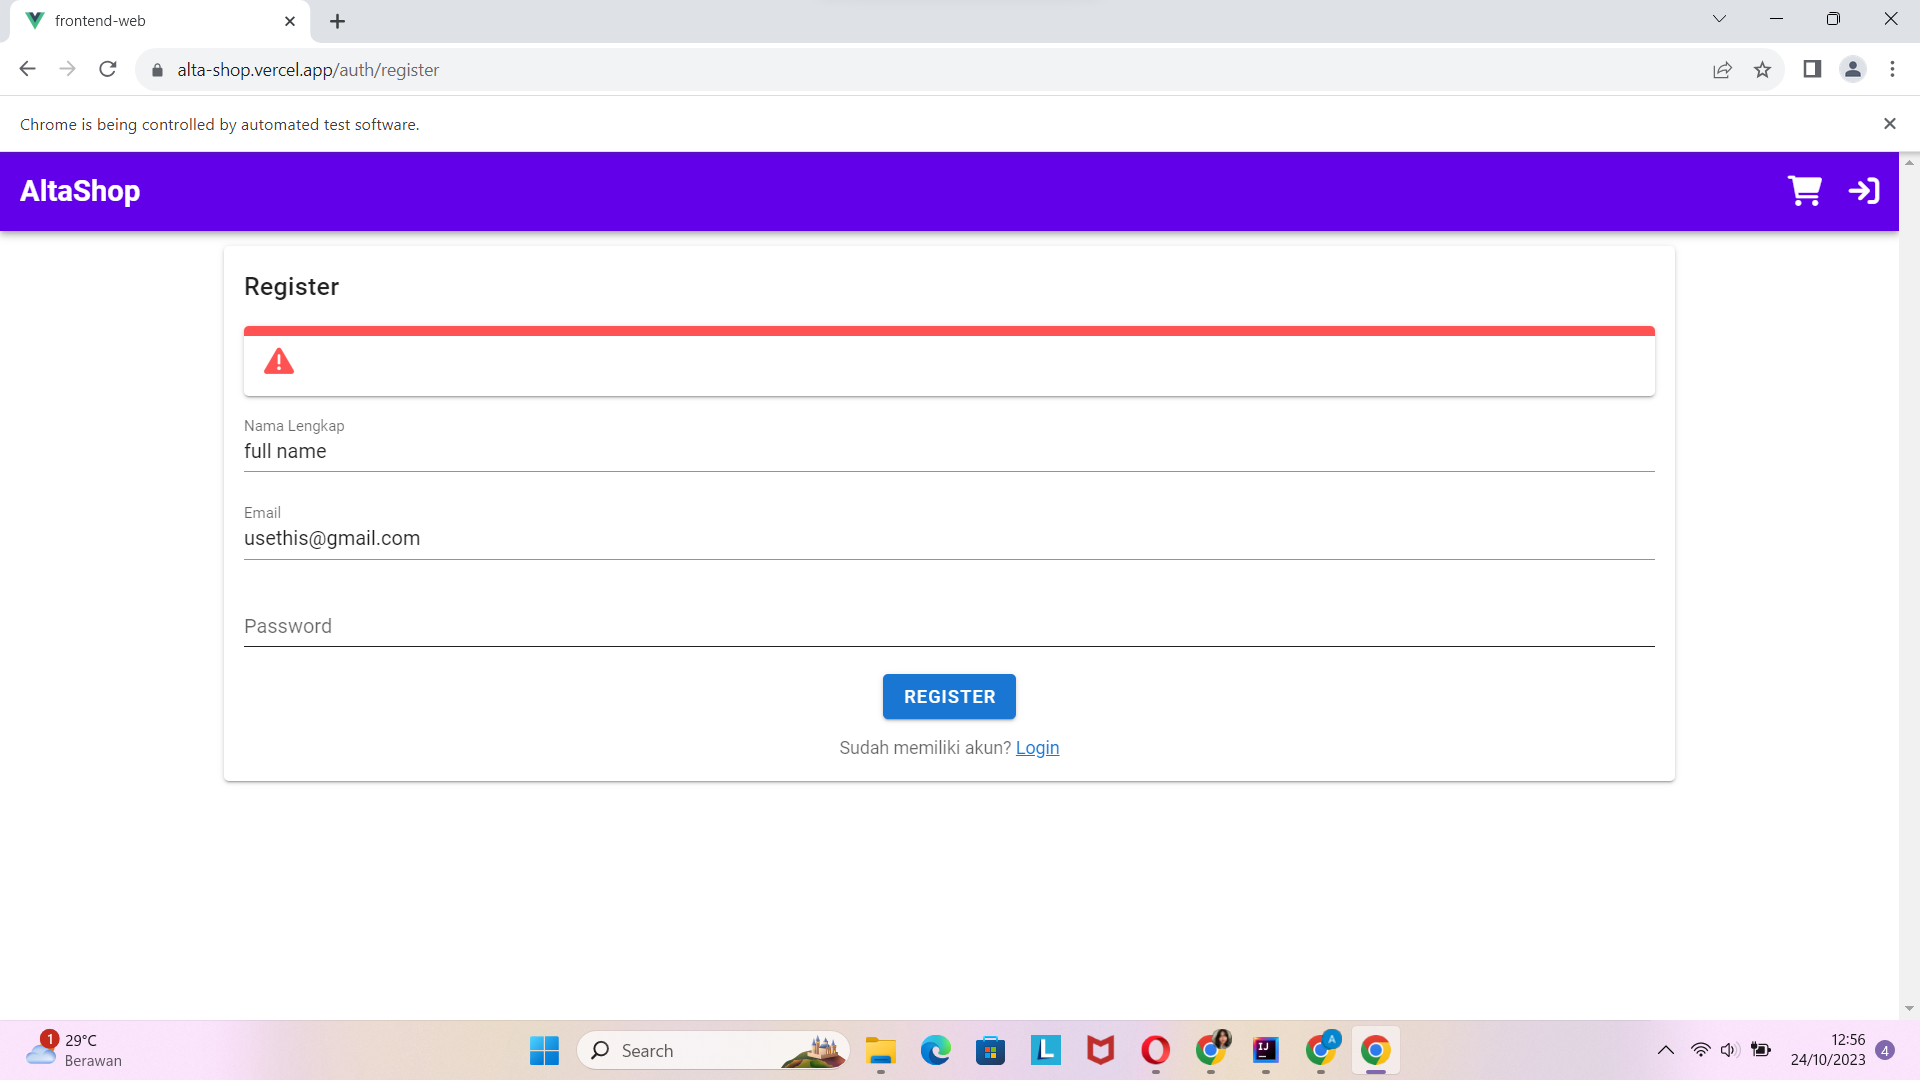 frontend-web
alta-shop.vercel.app/auth/register
Chrome is being controlled by automated test software.
AltaShop
Register
Nama Lengkap
full name
Email
usethis@gmail.com
Password
REGISTER
Sudah memiliki akun? Login
1
29°C
Berawan
Search
L
IJ
A
12:56
24/10/2023
4